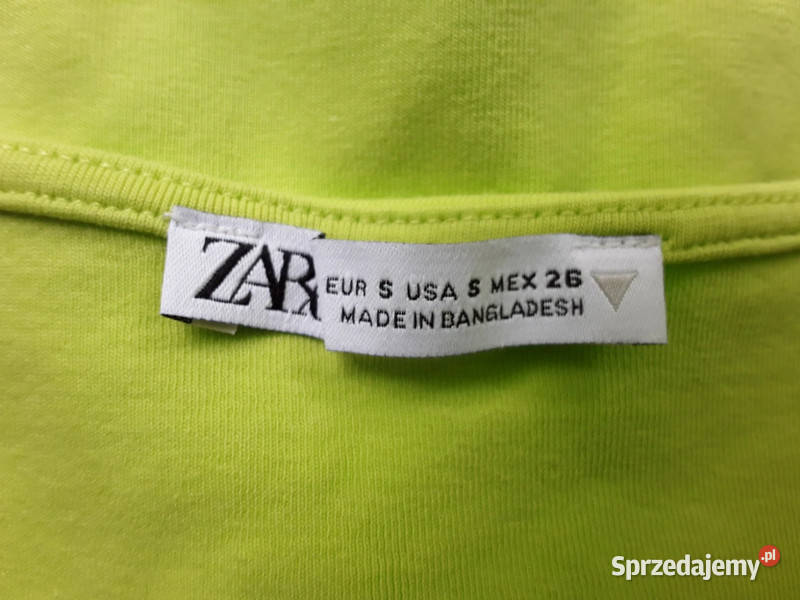 ZAR
EUR S USA S MEX 26
MADE IN BANGLADESH
Sprzedajemy.pl